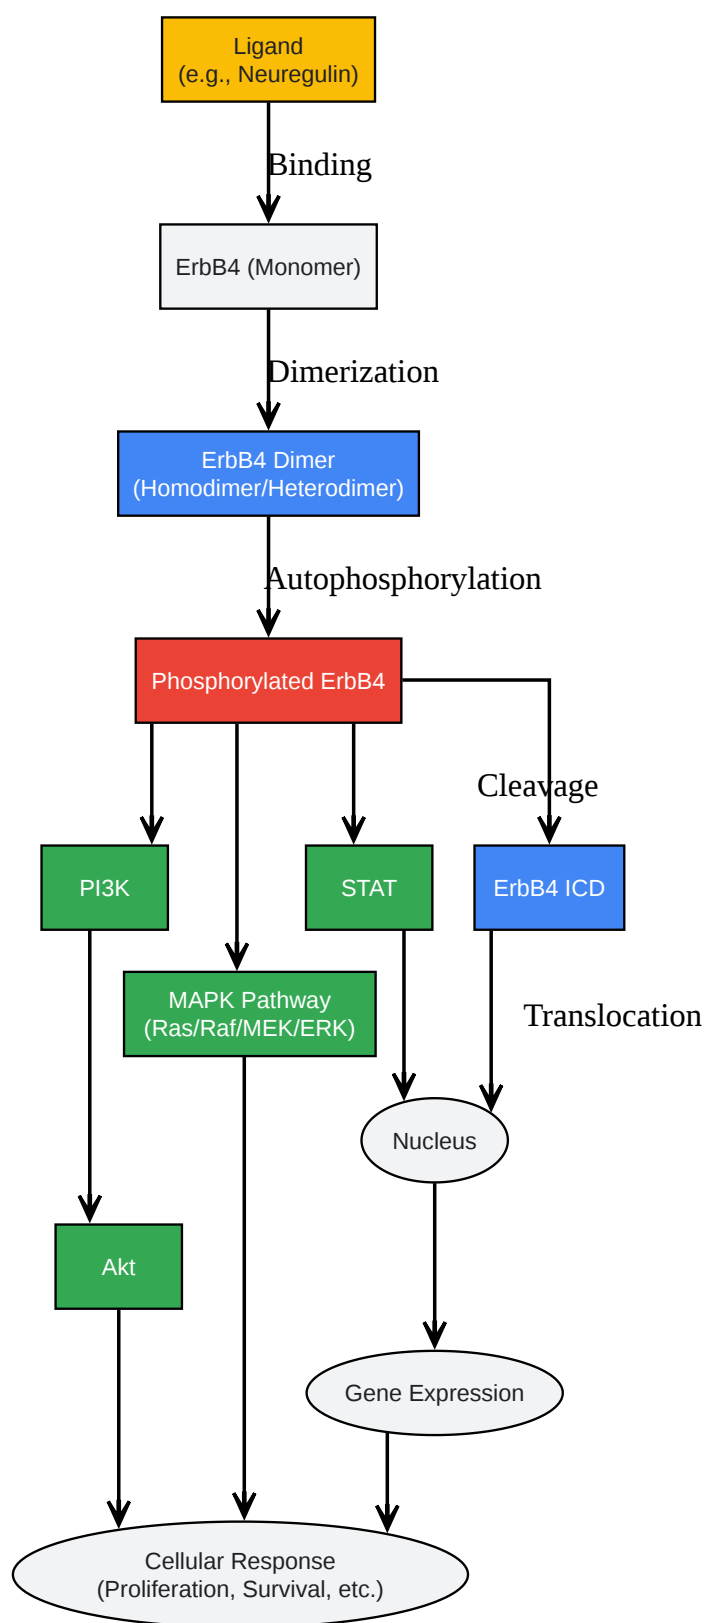 Ligand
(e.g., Neuregulin)
Binding
ErbB4 (Monomer)
Dimerization
ErbB4 Dimer
(Homodimer/Heterodimer)
Autophosphorylation
Phosphorylated ErbB4
Cleavage
PI3K
STAT
ErbB4 ICD
MAPK Pathway
(Ras/Raf/MEK/ERK)
Translocation
Nucleus
Akt
Gene Expression
Cellular Response
(Proliferation, Survival, etc.)